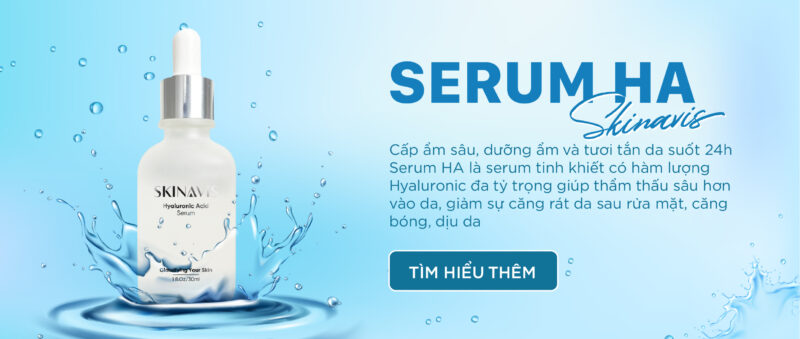 SKINAVIS
Hyaluronic Acid
Serum
Your Skin
SERUM HA
Skinavis
Cấp ẩm sâu, dưỡng ẩm và tươi tắn da suốt 24h
Serum HA là serum tinh khiết có hàm lượng
Hyaluronic đa tỷ trọng giúp thẩm thấu sâu hơn
vào da, giảm sự căng rát da sau rửa mặt, căng
bóng, dịu da
TÌM HIỂU THÊM